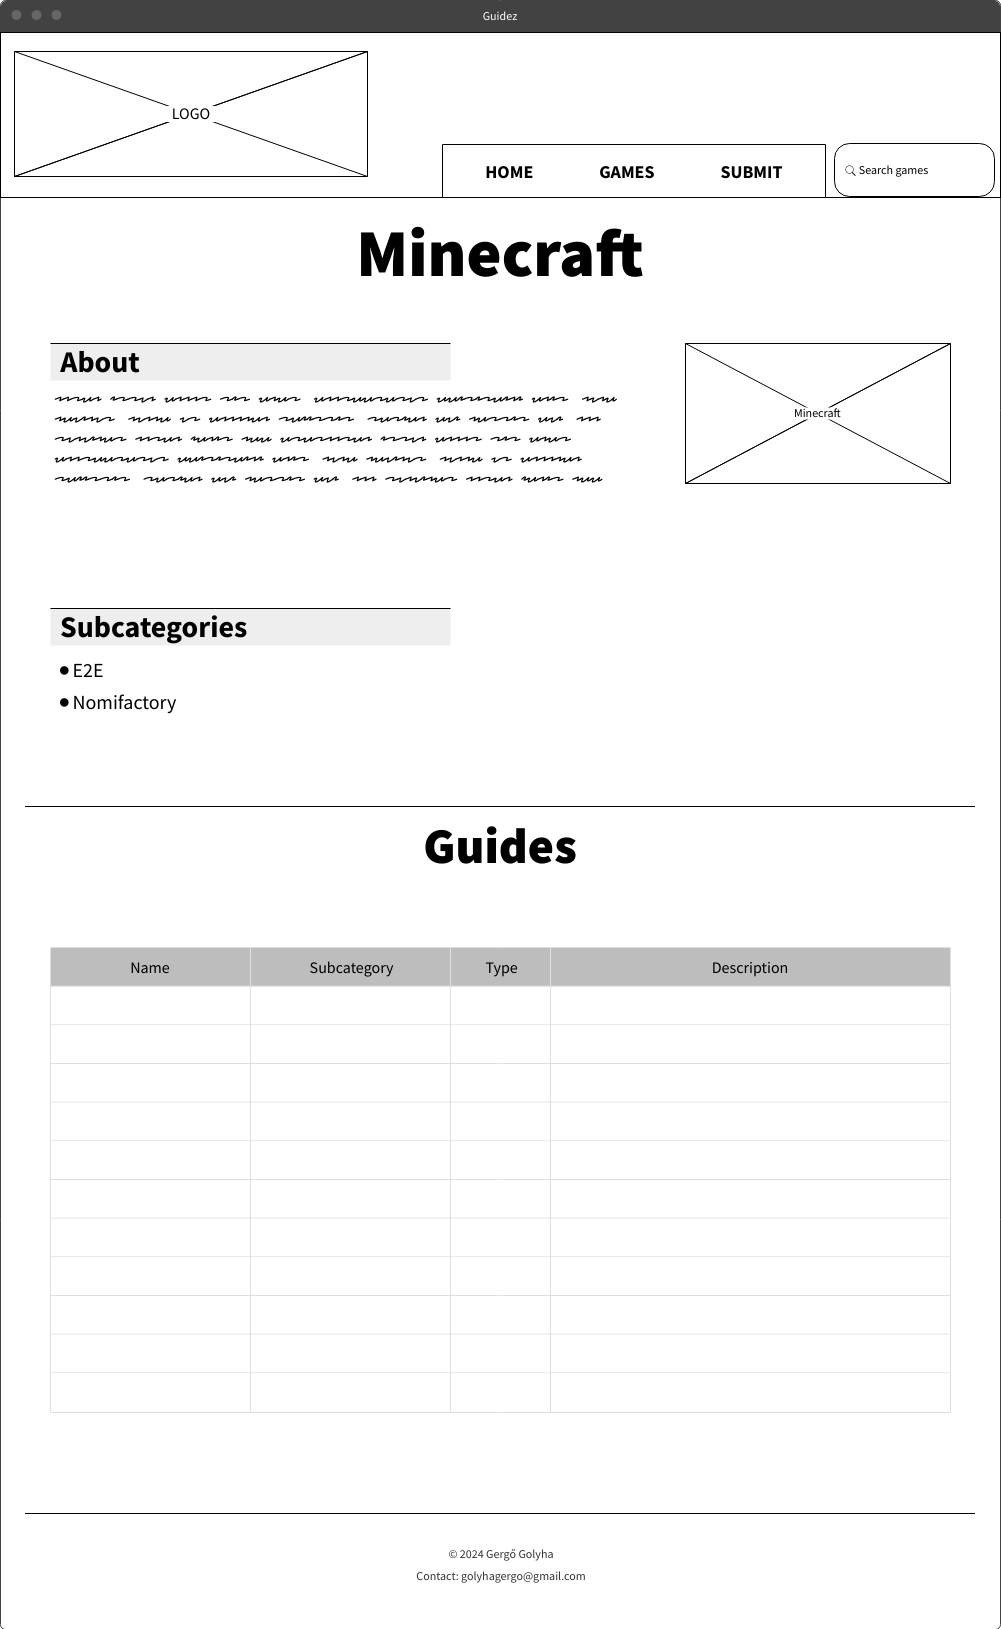 Guidez
LOGO
HOME GAMES SUBMIT
Search games
Minecraft
About
Minecraft
Subcategories
E2E
Nomifactory
Guides
Name Subcategory Type Description
© 2024 Gergő Golyha
Contact: golyhagergo@gmail.com